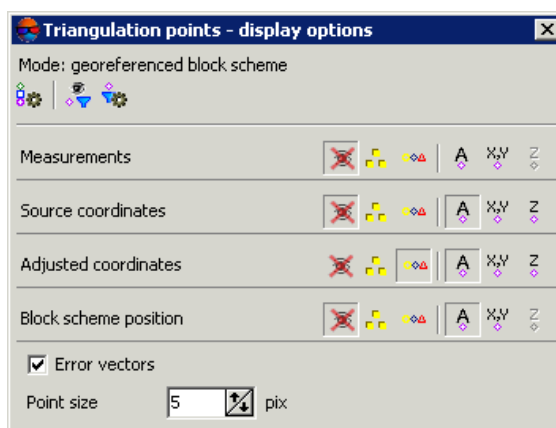 Triangulation points - display options
Mode: georeferenced block scheme
Measurements A X,Y Z
Source coordinates A X,Y Z
Adjusted coordinates A X,Y Z
Block scheme position A X,Y Z
Error vectors
Point size 5 pix